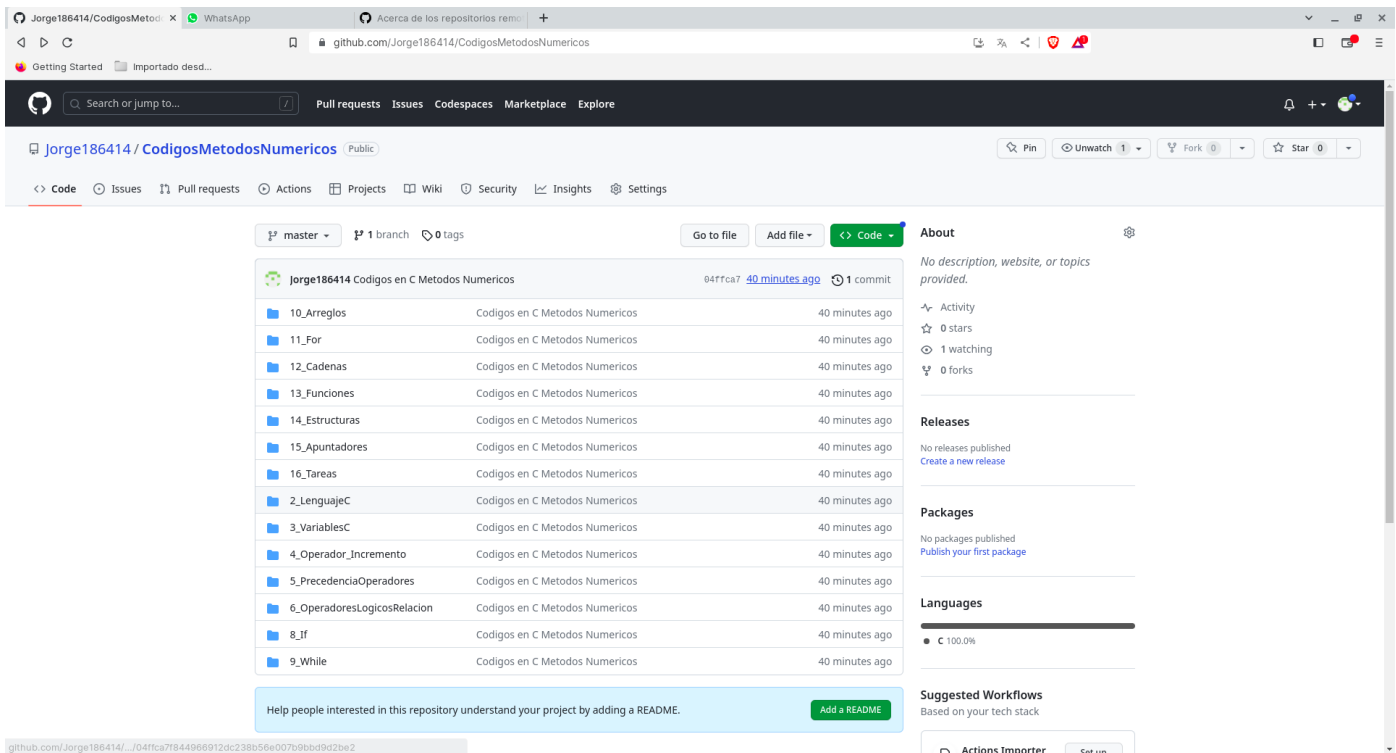 Jorge186414/CodigosMetod
WhatsApp
Acerca de los repositorios remo
github.com/Jorge186414/CodigosMetodosNumericos
Getting Started Importado desd...
Search or jump to... /
Pull requests Issues Codespaces Marketplace Explore
Jorge186414 / CodigosMetodosNumericos Public
Pin Unwatch 1 Fork 0 Star 0
<> Code Issues Pull requests Actions Projects Wiki Security Insights Settings
master 1 branch 0 tags Go to file Add file <> Code
Jorge186414 Codigos en C Metodos Numericos 04ffca7 40 minutes ago 1 commit
10_Arreglos Codigos en C Metodos Numericos 40 minutes ago
11_For Codigos en C Metodos Numericos 40 minutes ago
12_Cadenas Codigos en C Metodos Numericos 40 minutes ago
13_Funciones Codigos en C Metodos Numericos 40 minutes ago
14_Estructuras Codigos en C Metodos Numericos 40 minutes ago
15_Apuntadores Codigos en C Metodos Numericos 40 minutes ago
16_Tareas Codigos en C Metodos Numericos 40 minutes ago
2_LenguajeC Codigos en C Metodos Numericos 40 minutes ago
3_VariablesC Codigos en C Metodos Numericos 40 minutes ago
4_Operador_Incremento Codigos en C Metodos Numericos 40 minutes ago
5_PrecedenciaOperadores Codigos en C Metodos Numericos 40 minutes ago
6_OperadoresLogicosRelacion Codigos en C Metodos Numericos 40 minutes ago
8_If Codigos en C Metodos Numericos 40 minutes ago
9_While Codigos en C Metodos Numericos 40 minutes ago
Help people interested in this repository understand your project by adding a README. Add a README
About
No description, website, or topics
provided.
Activity
0 stars
1 watching
0 forks
Releases
No releases published
Create a new release
Packages
No packages published
Publish your first package
Languages
C 100.0%
Suggested Workflows
Based on your tech stack
Actions Importer Set up
github.com/Jorge186414/.../04ffca7f844966912dc238b56e007b9bbd9d2be2